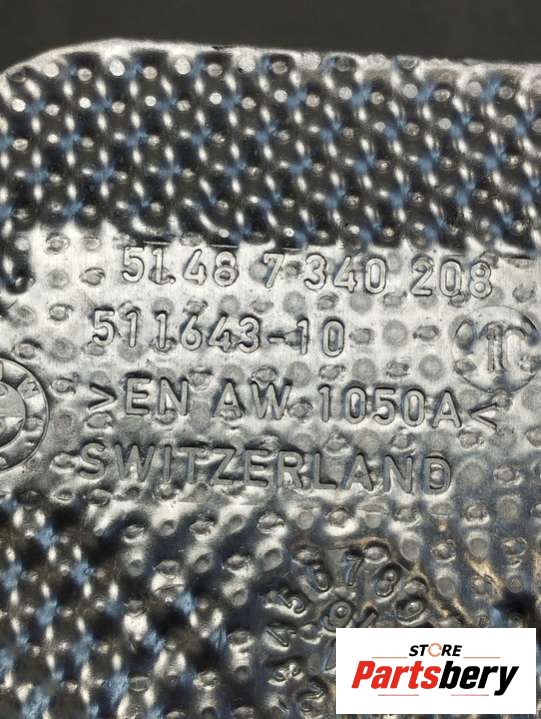 51.48 7 340 208
511643-10
>EN AW 1050A<
SWITZERLAND
STORE
Partsbery